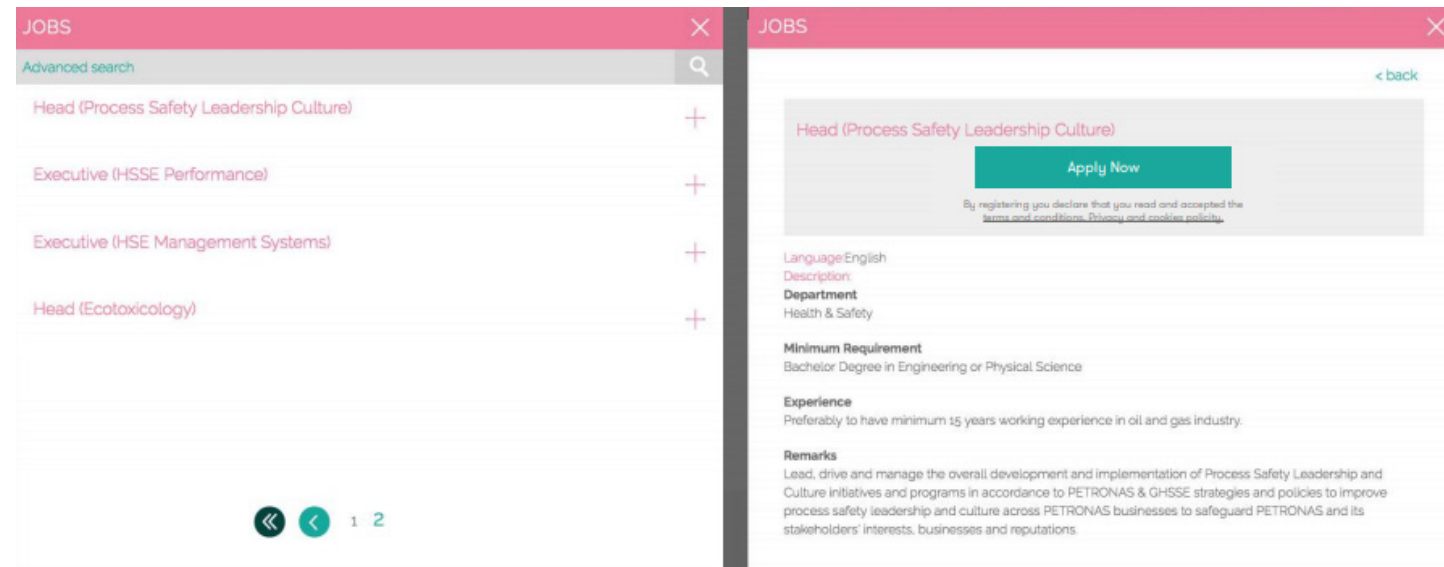 JOBS
Advanced search
Head (Process Safety Leadership Culture)
Executive (HSSE Performance)
Executive (HSE Management Systems)
Head (Ecotoxicology)
1 2
JOBS
< back
Head (Process Safety Leadership Culture)
Apply Now
By registering you declare that you read and accepted the
terms and conditions. Privacy and cookies policity.
Language:English
Description:
Department
Health & Safety
Minimum Requirement
Bachelor Degree in Engineering or Physical Science
Experience
Preferably to have minimum 15 years working experience in oil and gas industry.
Remarks
Lead, drive and manage the overall development and implementation of Process Safety Leadership and
Culture initiatives and programs in accordance to PETRONAS & GHSSE strategies and policies to improve
process safety leadership and culture across PETRONAS businesses to safeguard PETRONAS and its
stakeholders' interests, businesses and reputations.